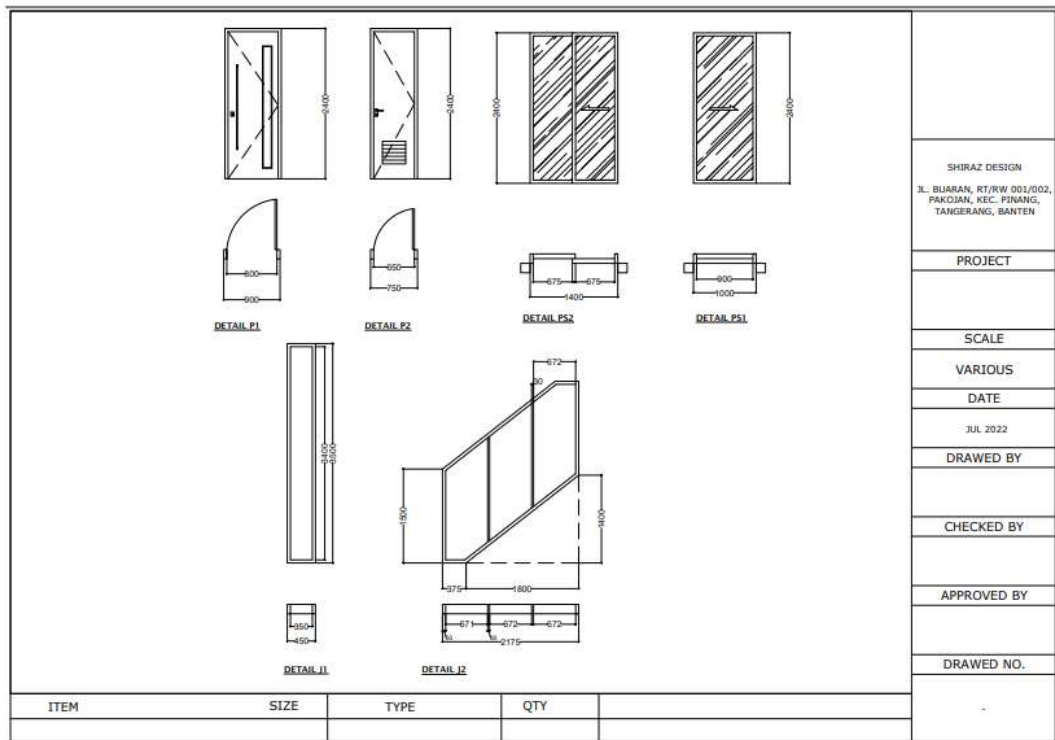 2400
2400
2400
2400
800
900
DETAIL P1
650
750
DETAIL P2
675
675
1400
DETAIL PS2
900
1000
DETAIL PS1
3400
3500
350
450
DETAIL J1
672
30
1500
1400
375
1800
671
672
672
2175
DETAIL J2
SHIRAZ DESIGN
JL. BUARAN, RT/RW 001/002,
PAKOJAN, KEC. PINANG,
TANGERANG, BANTEN
PROJECT
SCALE
VARIOUS
DATE
JUL 2022
DRAWED BY
CHECKED BY
APPROVED BY
DRAWED NO.
-
ITEM SIZE TYPE QTY